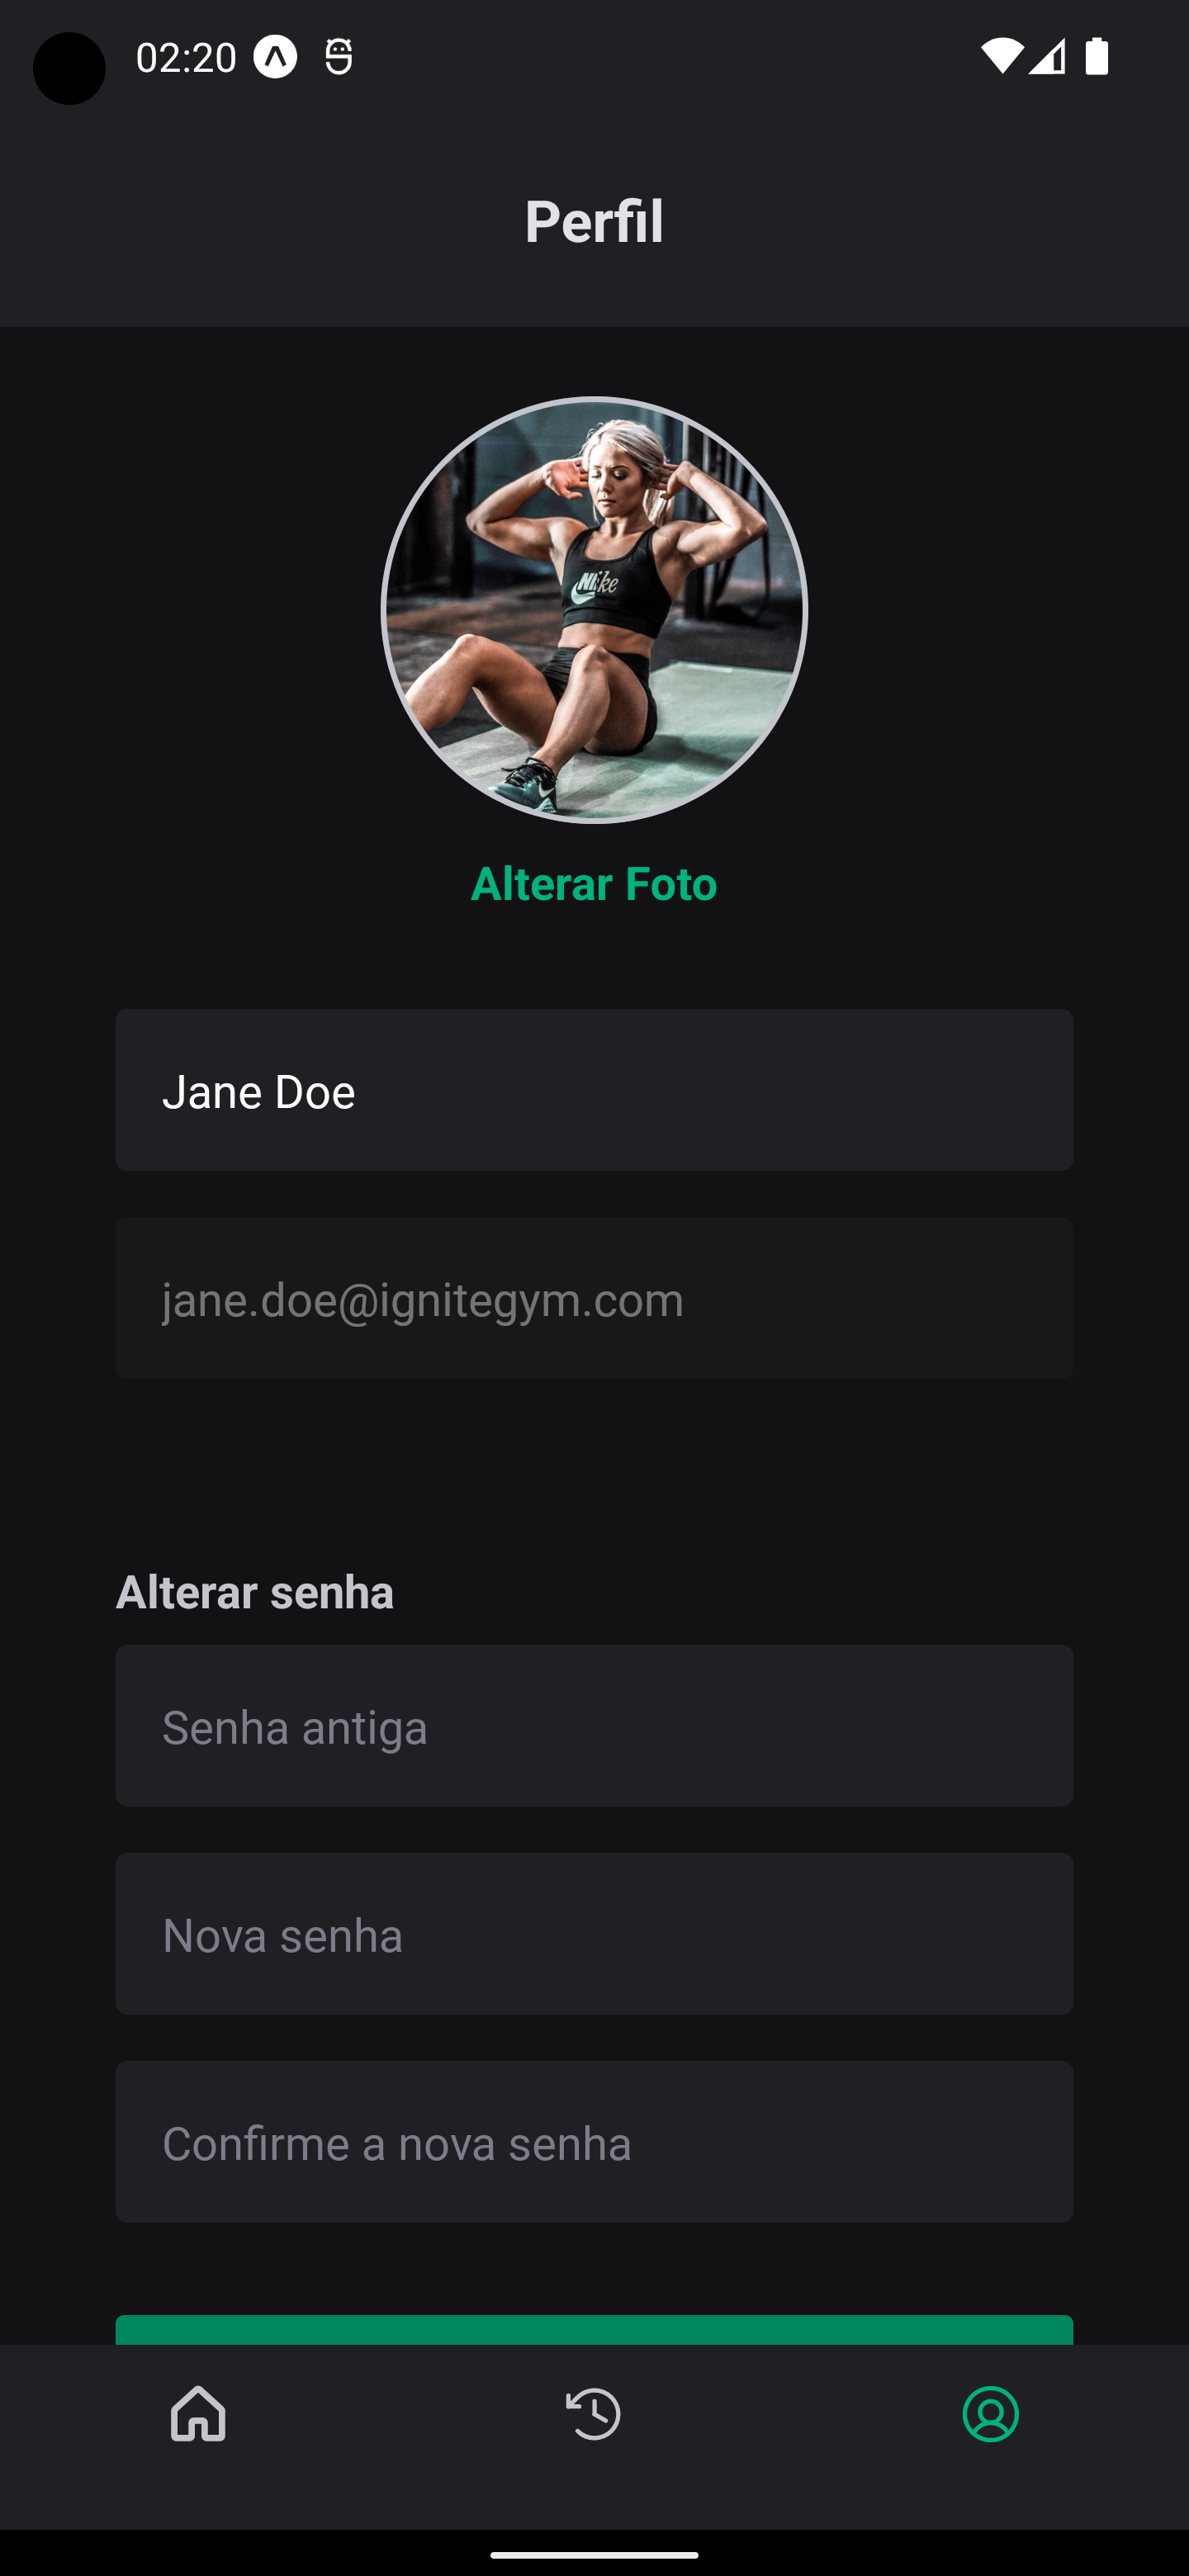 02:20
Perfil
Nike
Alterar Foto
Jane Doe
jane.doe@ignitegym.com
Alterar senha
Senha antiga
Nova senha
Confirme a nova senha